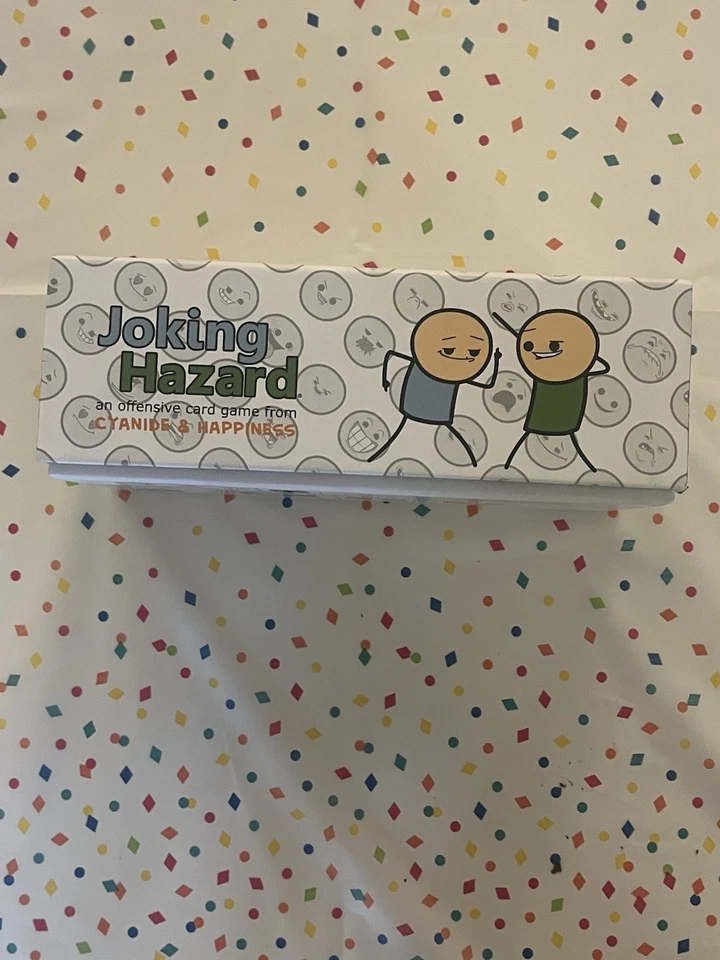 Joking
Hazard
an offensive card game from
CYANIDE & HAPPINESS